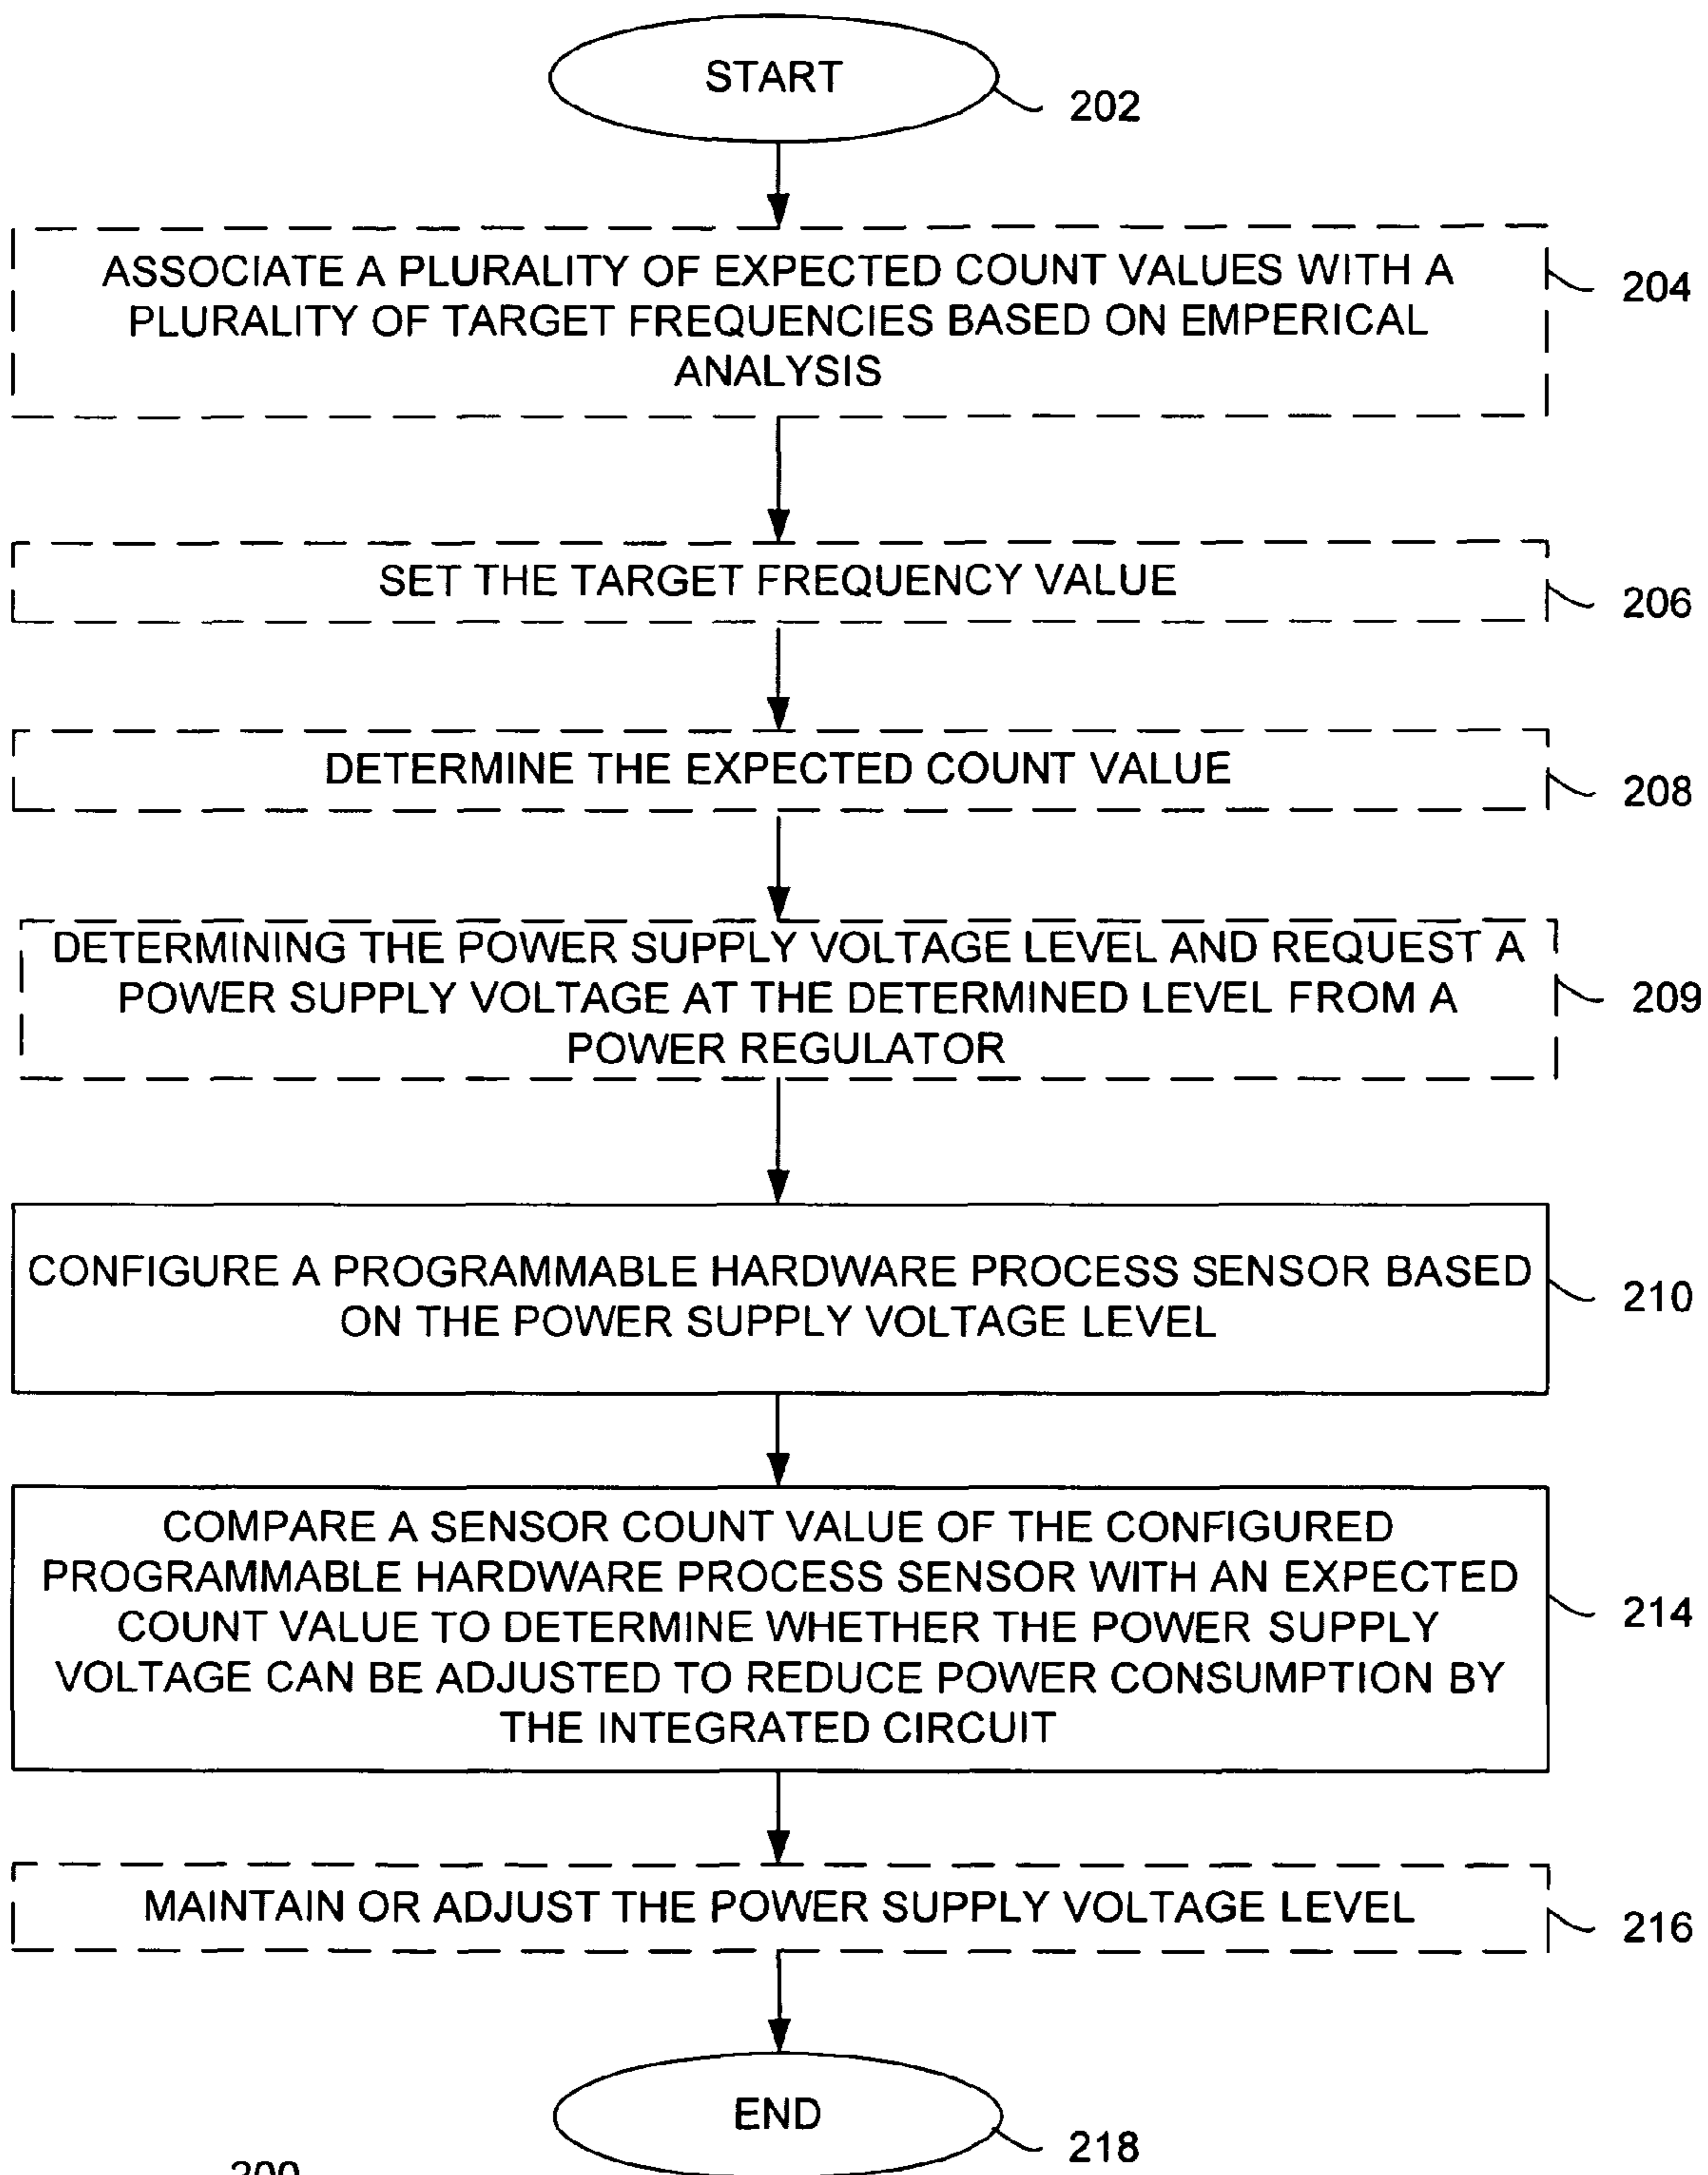 START
202
ASSOCIATE A PLURALITY OF EXPECTED COUNT VALUES WITH A
PLURALITY OF TARGET FREQUENCIES BASED ON EMPERICAL
ANALYSIS
204
SET THE TARGET FREQUENCY VALUE
206
DETERMINE THE EXPECTED COUNT VALUE
208
DETERMINING THE POWER SUPPLY VOLTAGE LEVEL AND REQUEST A
POWER SUPPLY VOLTAGE AT THE DETERMINED LEVEL FROM A
POWER REGULATOR
209
CONFIGURE A PROGRAMMABLE HARDWARE PROCESS SENSOR BASED
ON THE POWER SUPPLY VOLTAGE LEVEL
210
COMPARE A SENSOR COUNT VALUE OF THE CONFIGURED
PROGRAMMABLE HARDWARE PROCESS SENSOR WITH AN EXPECTED
COUNT VALUE TO DETERMINE WHETHER THE POWER SUPPLY
VOLTAGE CAN BE ADJUSTED TO REDUCE POWER CONSUMPTION BY
THE INTEGRATED CIRCUIT
214
MAINTAIN OR ADJUST THE POWER SUPPLY VOLTAGE LEVEL
216
END
218
200